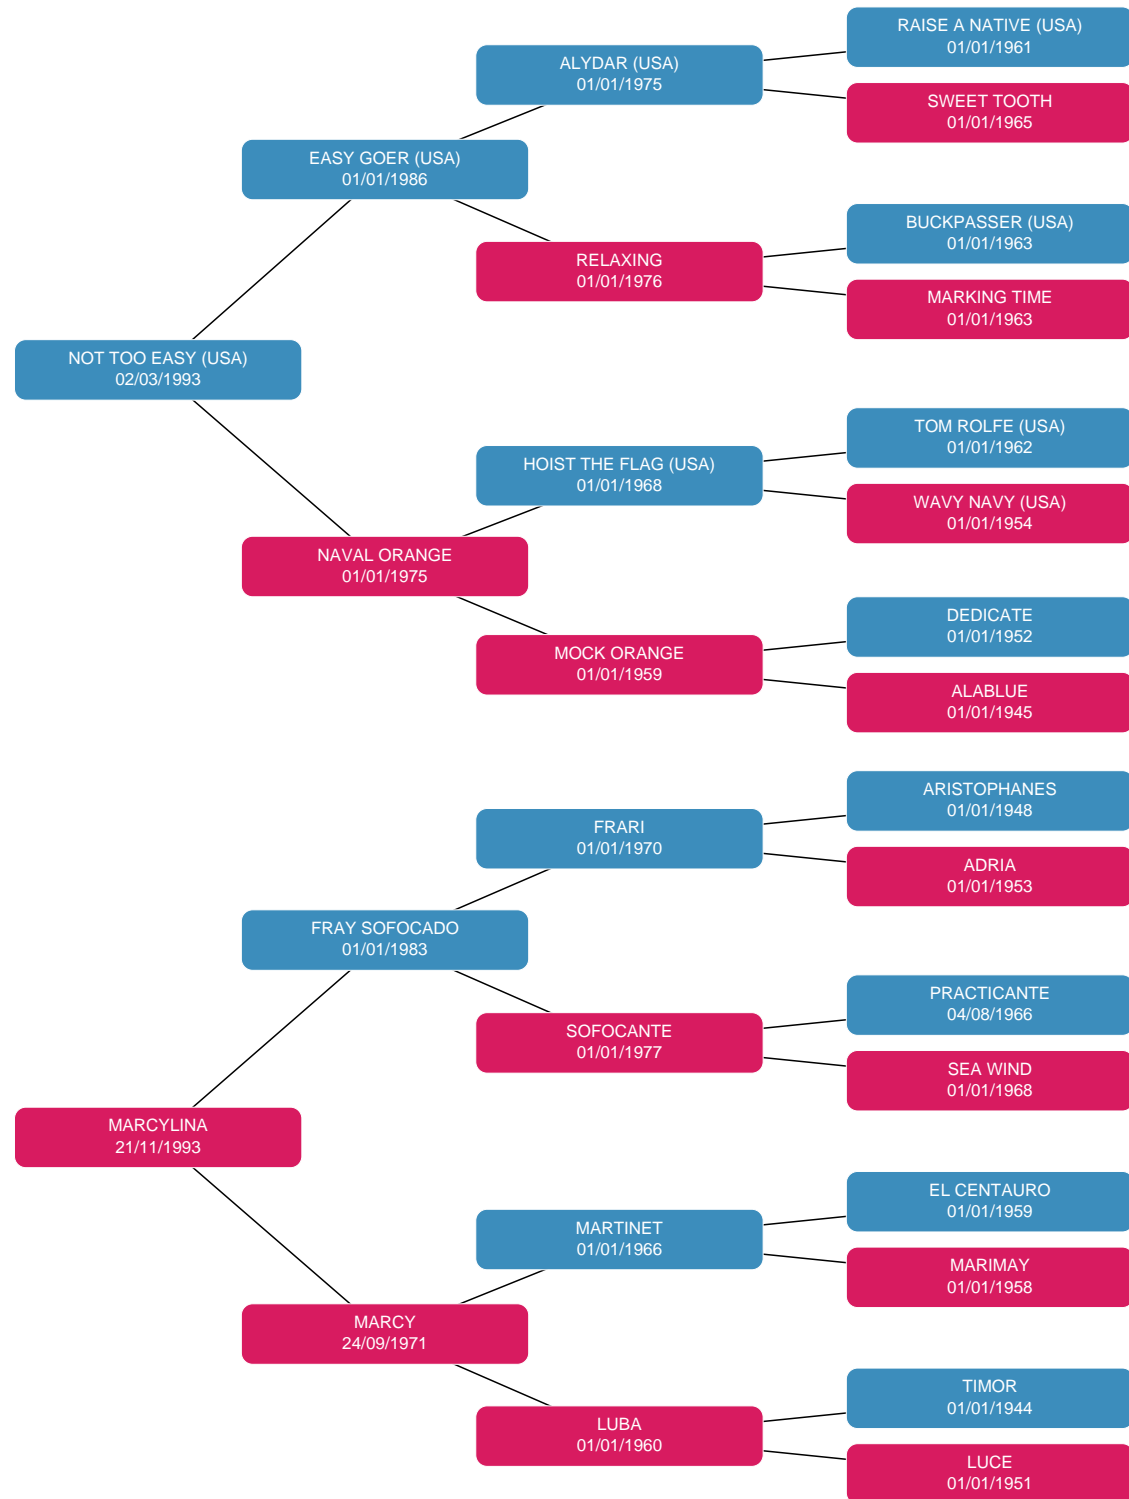 RAISE A NATIVE (USA)
01/01/1961
ALYDAR (USA)
01/01/1975
SWEET TOOTH
01/01/1965
EASY GOER (USA)
01/01/1986
BUCKPASSER (USA)
01/01/1963
RELAXING
01/01/1976
MARKING TIME
01/01/1963
NOT TOO EASY (USA)
02/03/1993
TOM ROLFE (USA)
01/01/1962
HOIST THE FLAG (USA)
01/01/1968
WAVY NAVY (USA)
01/01/1954
NAVAL ORANGE
01/01/1975
DEDICATE
01/01/1952
MOCK ORANGE
01/01/1959
ALABLUE
01/01/1945
ARISTOPHANES
01/01/1948
FRARI
01/01/1970
ADRIA
01/01/1953
FRAY SOFOCADO
01/01/1983
PRACTICANTE
04/08/1966
SOFOCANTE
01/01/1977
SEA WIND
01/01/1968
MARCYLINA
21/11/1993
EL CENTAURO
01/01/1959
MARTINET
01/01/1966
MARIMAY
01/01/1958
MARCY
24/09/1971
TIMOR
01/01/1944
LUBA
01/01/1960
LUCE
01/01/1951